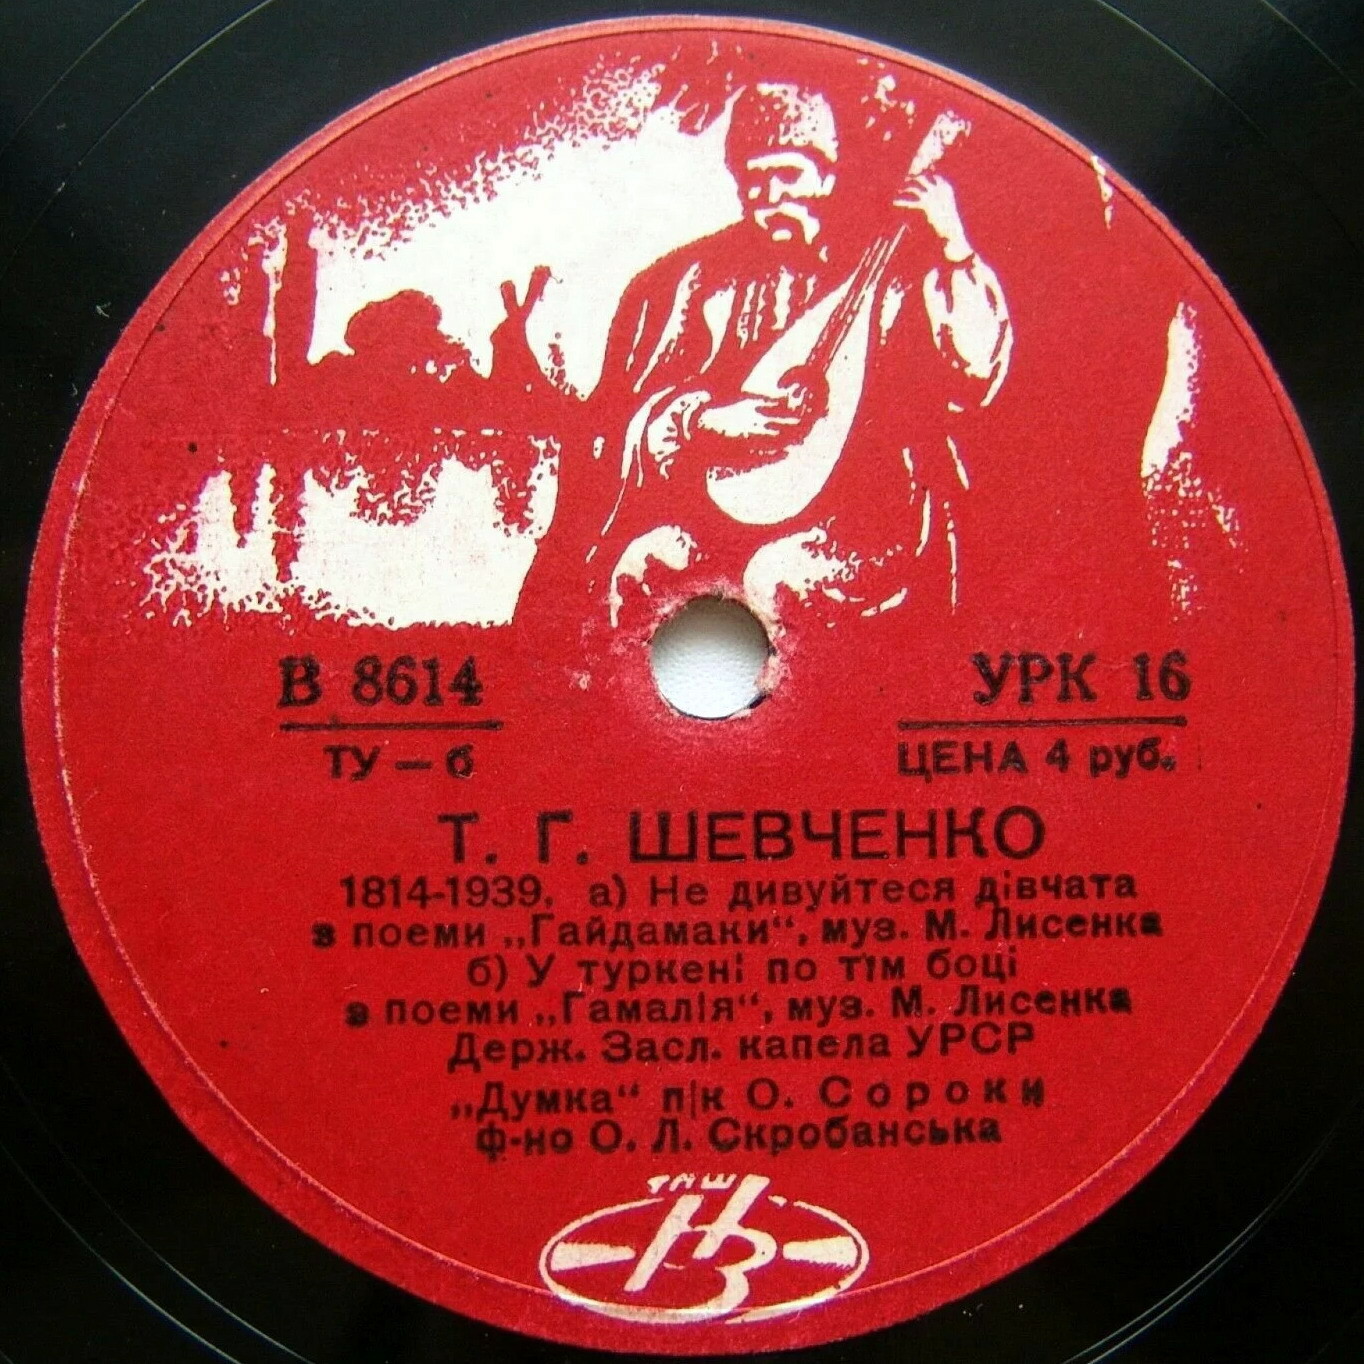 В 8614
УРК 16
ТУ — б
ЦЕНА 4 руб.
Т. Г. ШЕВЧЕНКО
1814-1939. а) Не дивуйтеся дівчата
з поеми „Гайдамаки“, муз. М. Лисенка
б) У туркені по тім боці
з поеми „Гамалія“, муз. М. Лисенка
Держ. Засл. капела УРСР
„Думка“ п|к О. Сороки
ф-но О. Л. Скробанська
НЗ